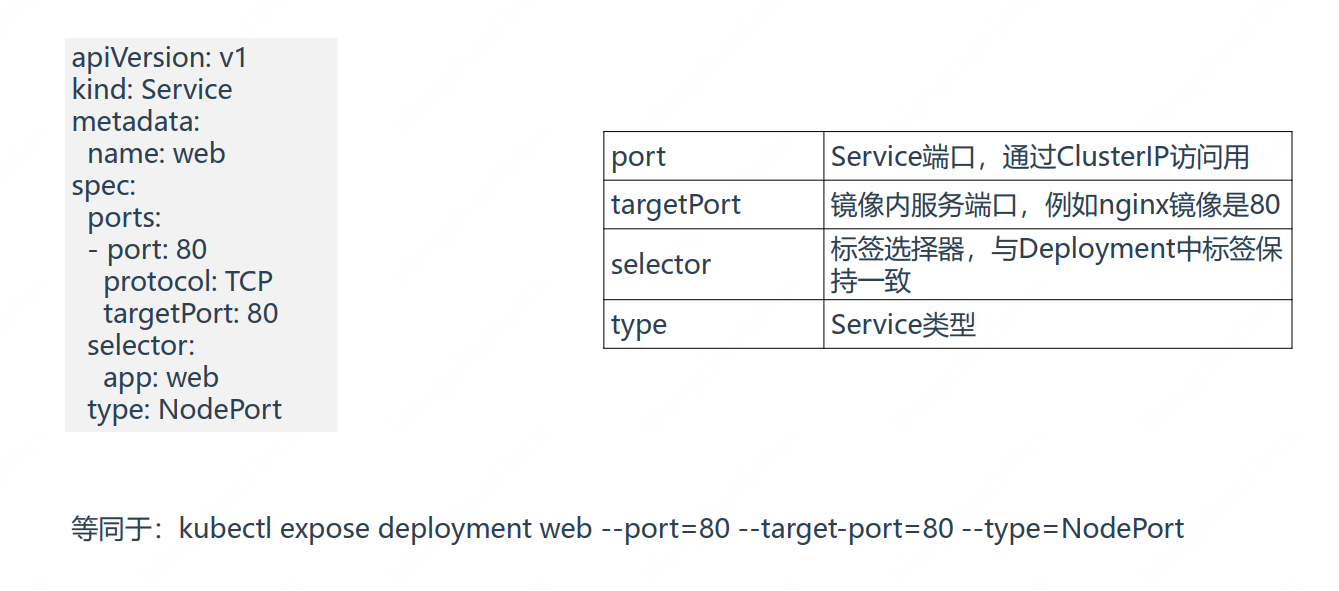 apiVersion: v1
kind: Service
metadata:
  name: web
spec:
  ports:
  - port: 80
    protocol: TCP
    targetPort: 80
  selector:
    app: web
  type: NodePort
port Service端口，通过ClusterIP访问用
targetPort 镜像内服务端口，例如nginx镜像是80
selector 标签选择器，与Deployment中标签保
持一致
type Service类型
等同于：kubectl expose deployment web --port=80 --target-port=80 --type=NodePort